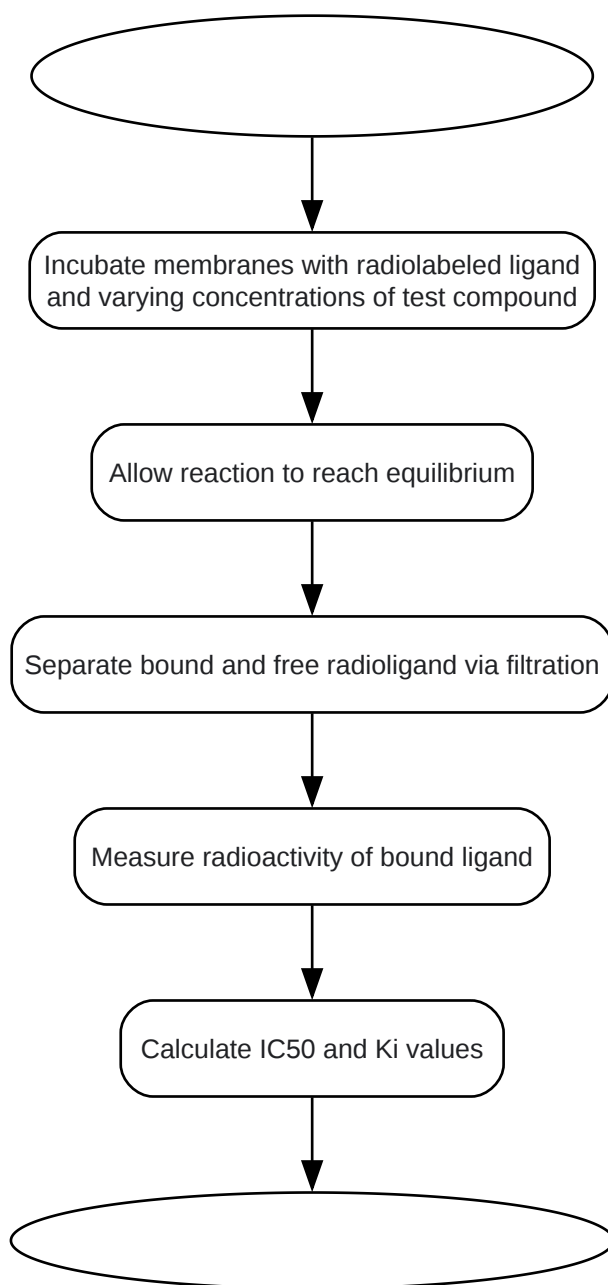 Incubate membranes with radiolabeled ligand
and varying concentrations of test compound
Allow reaction to reach equilibrium
Separate bound and free radioligand via filtration
Measure radioactivity of bound ligand
Calculate IC50 and Ki values